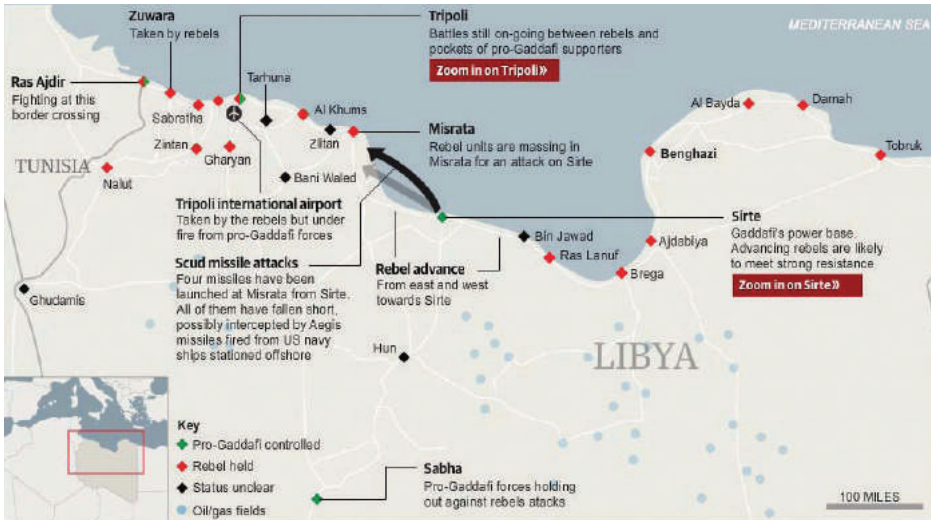 Zuwara
Taken by rebels
Tripoli
Battles still on-going between rebels and
pockets of pro-Gaddafi supporters
Zoom in on Tripoli»
MEDITERRANEAN SEA
Ras Ajdir
Fighting at this
border crossing
Tarhuna
Sabratha
Al Khums
Zlitan
Misrata
Rebel units are massing in
Misrata for an attack on Sirte
Al Bayda
Darnah
Tobruk
Benghazi
TUNISIA
Zintan
Gharyan
Nalut
Bani Waled
Tripoli international airport
Taken by the rebels but under
fire from pro-Gaddafi forces
Scud missile attacks
Four missiles have been
launched at Misrata from Sirte.
All of them have fallen short,
possibly intercepted by Aegis
missiles fired from US navy
ships stationed offshore
Rebel advance
From east and west
towards Sirte
Bin Jawad
Ras Lanuf
Ajdabiya
Brega
Sirte
Gaddafi's power base.
Advancing rebels are likely
to meet strong resistance
Zoom in on Sirte»
Ghudamis
Hun
LIBYA
Key
Pro-Gaddafi controlled
Rebel held
Status unclear
Oil/gas fields
Sabha
Pro-Gaddafi forces holding
out against rebels attacks
100 MILES